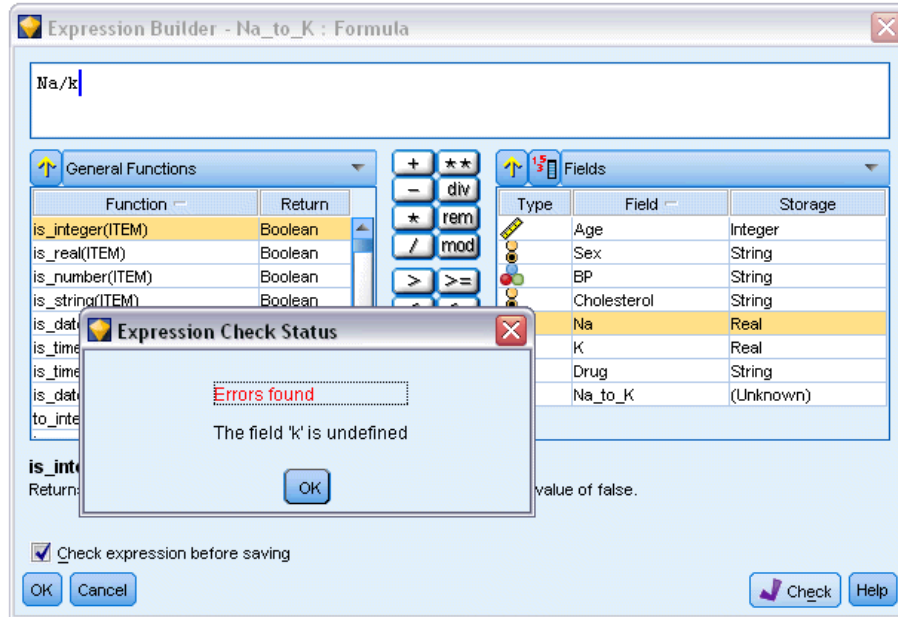 Expression Builder - Na_to_K : Formula
Na/k
General Functions
Fields
Function Return
Type Field Storage
is_integer(ITEM) Boolean
is_real(ITEM) Boolean
is_number(ITEM) Boolean
is_string(ITEM) Boolean
is_date
is_time
is_time
is_date
to_inte
+ **
- div
* rem
/ mod
> >=
Age Integer
Sex String
BP String
Cholesterol String
Na Real
K Real
Drug String
Na_to_K (Unknown)
Expression Check Status
Errors found
The field 'k' is undefined
OK
is_inte
Return value of false.
Check expression before saving
OK Cancel Check Help